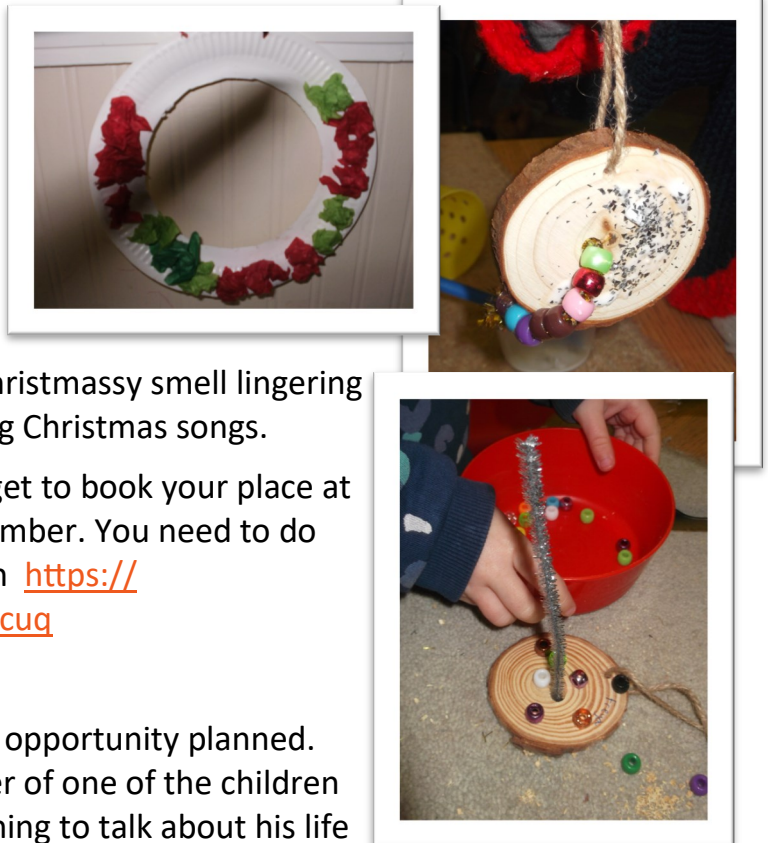 hristmassy smell lingering
g Christmas songs.
get to book your place at
mber. You need to do
n https://
cuq
opportunity planned.
er of one of the children
ning to talk about his life